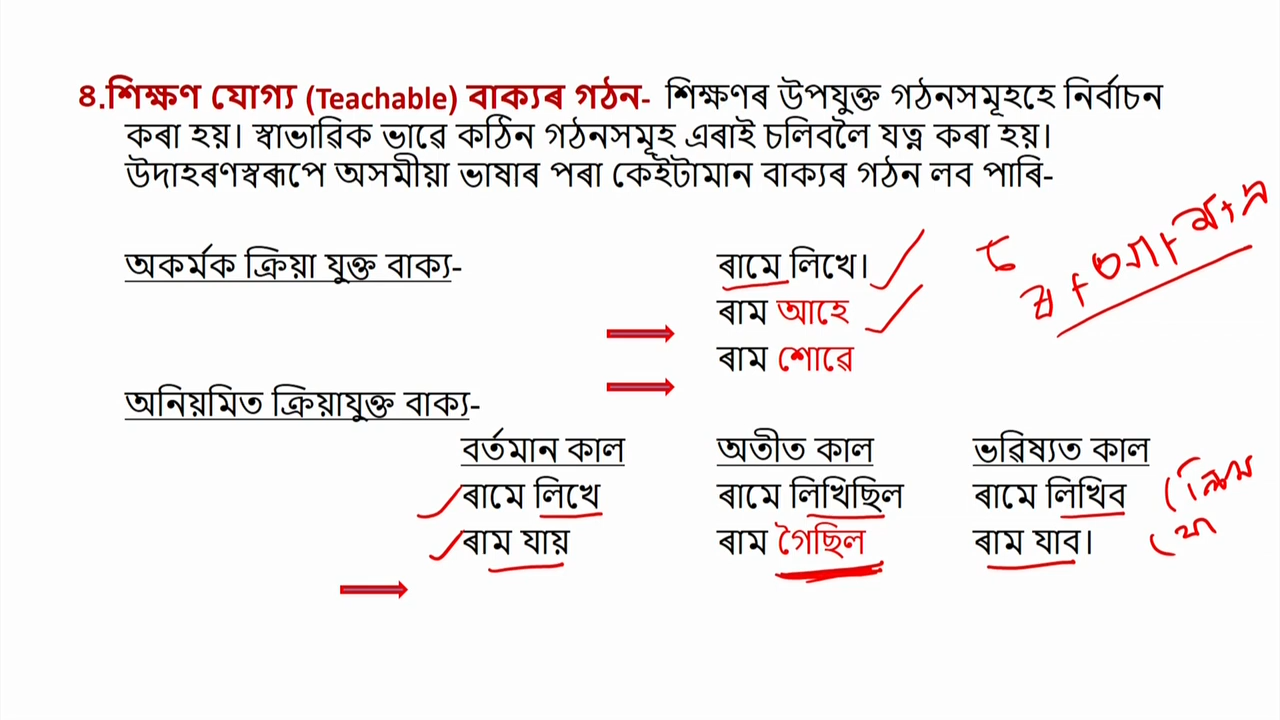 ৪.শিক্ষণ যোগ্য (Teachable) বাক্যৰ গঠন- শিক্ষণৰ উপযুক্ত গঠনসমূহহে নিৰ্বাচন
কৰা হয়। স্বাভাৱিক ভাৱে কঠিন গঠনসমূহ এৰাই চলিবলৈ যত্ন কৰা হয়।
উদাহৰণস্বৰূপে অসমীয়া ভাষাৰ পৰা কেইটামান বাক্যৰ গঠন লব পাৰি-
অকৰ্মক ক্ৰিয়া যুক্ত বাক্য- ৰামে লিখে।
ৰাম আহে
ৰাম শোৱে
অনিয়মিত ক্ৰিয়াযুক্ত বাক্য-
বৰ্তমান কাল অতীত কাল ভৱিষ্যত কাল
ৰামে লিখে ৰামে লিখিছিল ৰামে লিখিব
ৰাম যায় ৰাম গৈছিল ৰাম যাব।